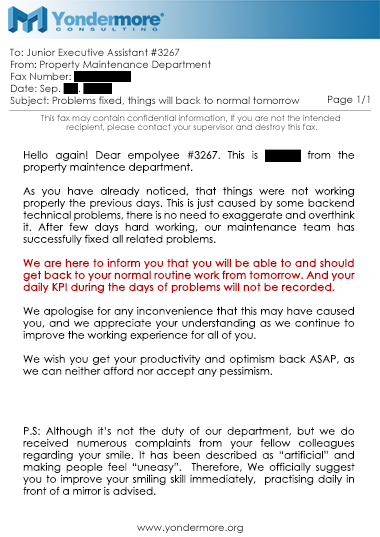 Yondermore®
CONSULTING
To: Junior Executive Assistant #3267
From: Property Maintenance Department
Fax Number:
Date: Sep. .
Subject: Problems fixed, things will back to normal tomorrow Page 1/1
This fax may contain confidential information, If you are not the intended
recipient, please contact your supervisor and destroy this fax.
Hello again! Dear empolyee #3267. This is from the
property maintence department.
As you have already noticed, that things were not working
properly the previous days. This is just caused by some backend
technical problems, there is no need to exaggerate and overthink
it. After few days hard working, our maintenance team has
successfully fixed all related problems.
We are here to inform you that you will be able to and should
get back to your normal routine work from tomorrow. And your
daily KPI during the days of problems will not be recorded.
We apologise for any inconvenience that this may have caused
you, and we appreciate your understanding as we continue to
improve the working experience for all of you.
We wish you get your productivity and optimism back ASAP, as
we can neither afford nor accept any pessimism.
P.S: Although it’s not the duty of our department, but we do
received numerous complaints from your fellow colleagues
regarding your smile. It has been described as “artificial” and
making people feel “uneasy”. Therefore, We officially suggest
you to improve your smiling skill immediately, practising daily in
front of a mirror is advised.
www.yondermore.org